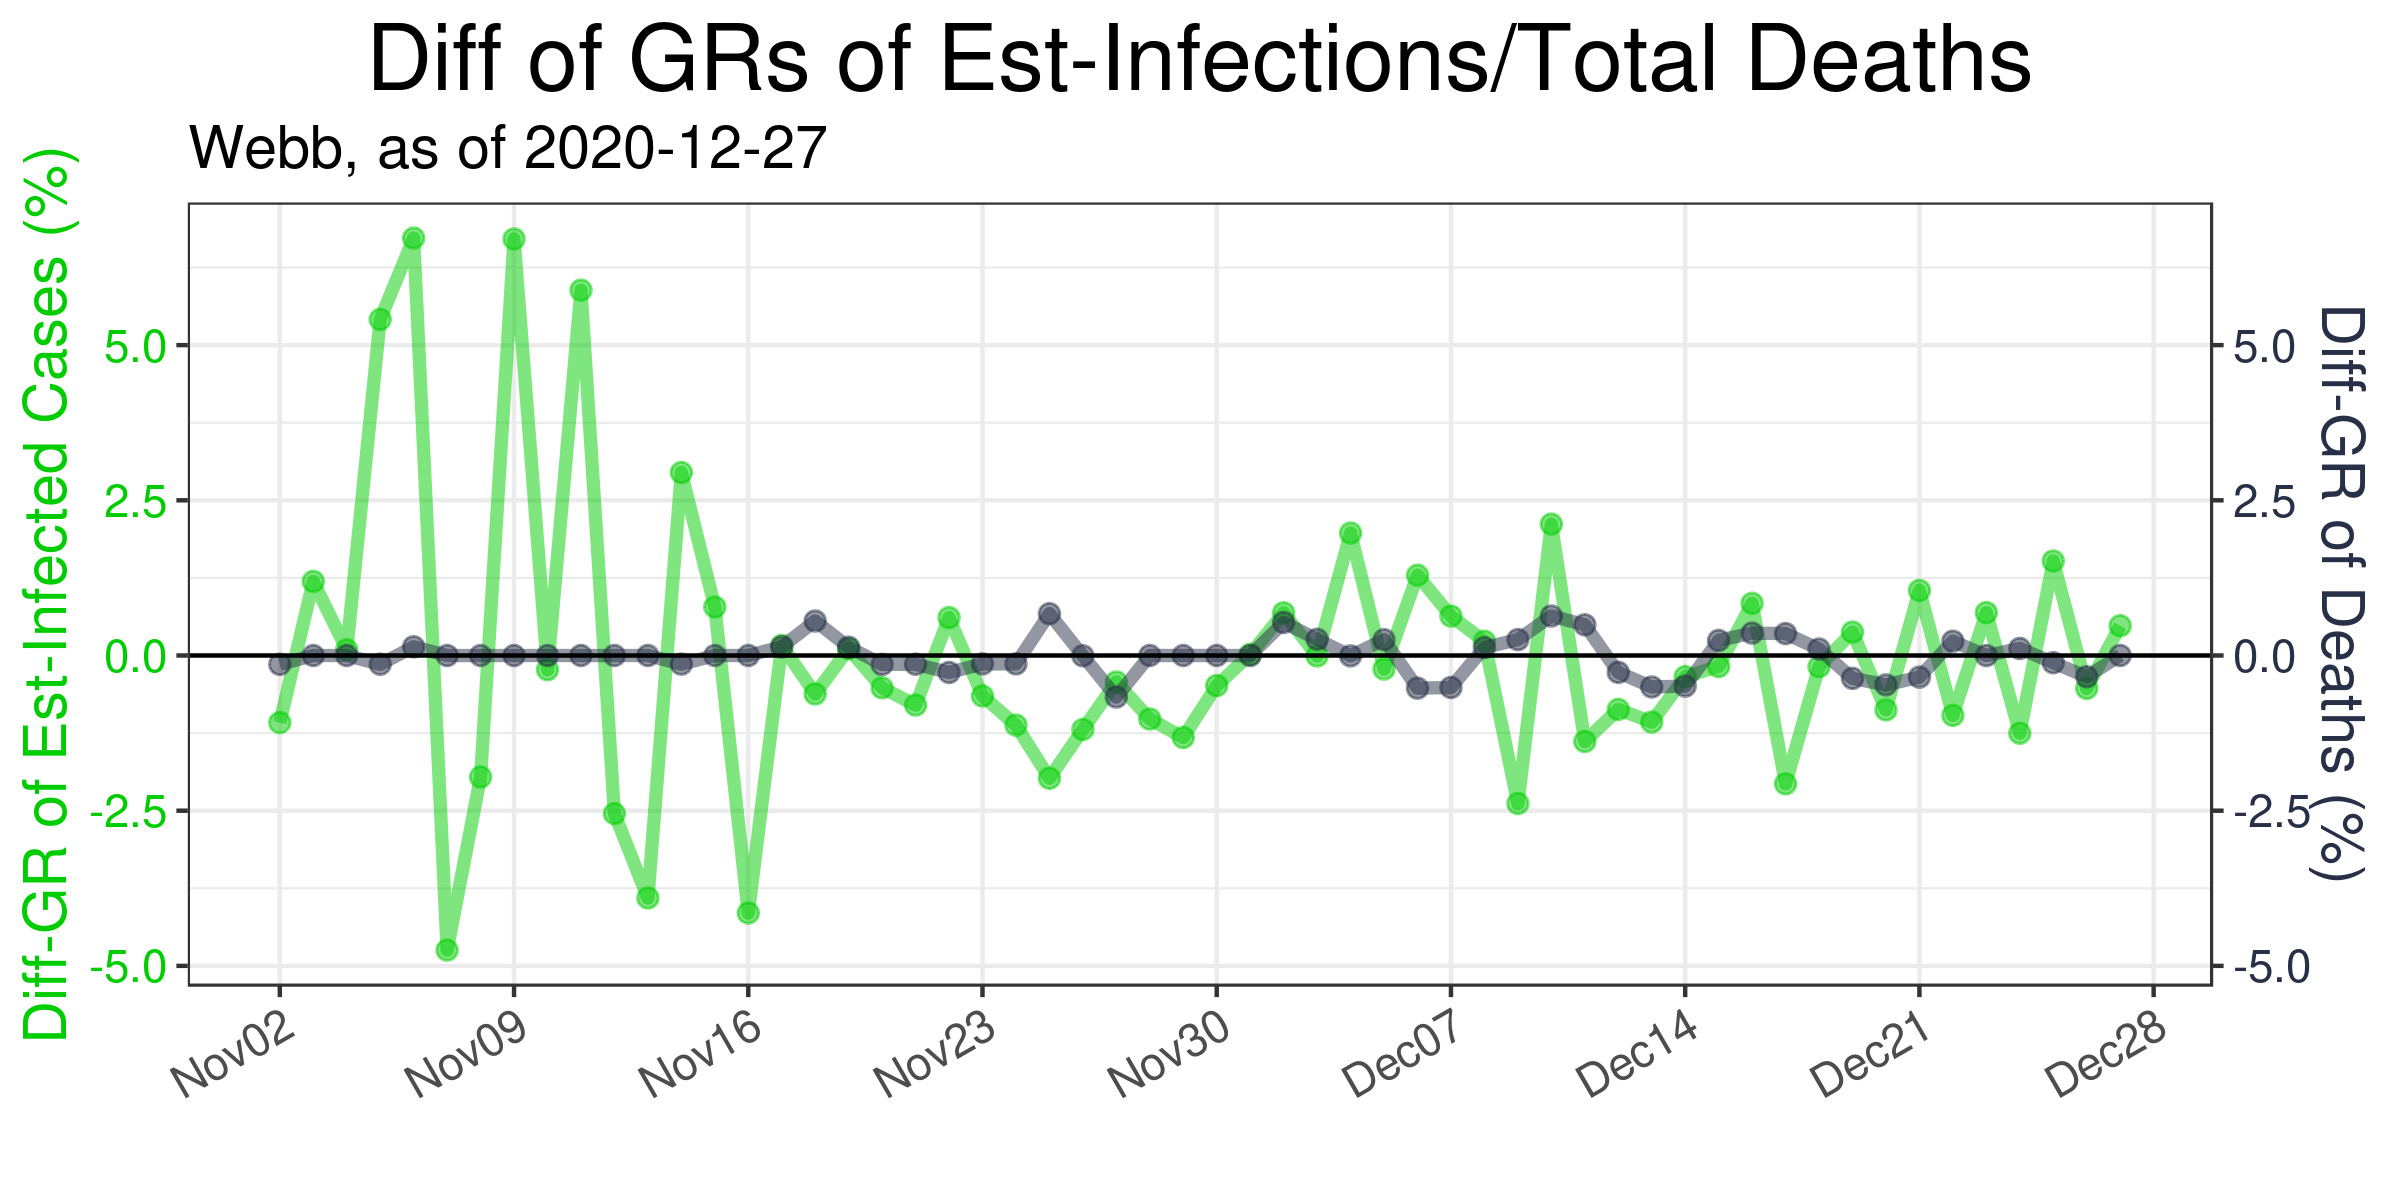 Diff of GRs of Est-Infections/Total Deaths
Webb, as of 2020-12-27
Diff-GR of Est-Infected Cases (%)
5.0
2.5
0.0
-2.5
-5.0
5.0
2.5
0.0
-2.5
-5.0
Diff-GR of Deaths (%)
Nov02
Nov09
Nov16
Nov23
Nov30
Dec07
Dec14
Dec21
Dec28